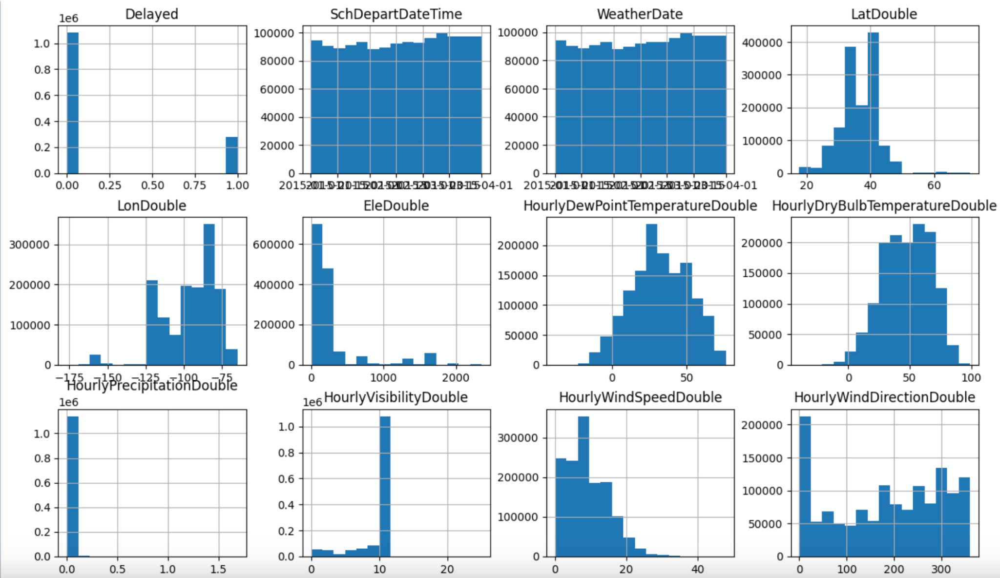 Delayed
SchDepartDateTime
WeatherDate
LatDouble
1e6
1.0
0.8
0.6
0.4
0.2
0.0
0.00 0.25 0.50 0.75 1.00
100000
80000
60000
40000
20000
0
100000
80000
60000
40000
20000
0
400000
300000
200000
100000
0
20 40 60
LonDouble
EleDouble
HourlyDewPointTemperatureDouble
HourlyDryBulbTemperatureDouble
300000
200000
100000
0
−175 −150 −125 −100 −75
600000
400000
200000
0
0 1000 2000
200000
150000
100000
50000
0
0 50
200000
150000
100000
50000
0
0 50 100
HourlyPrecipitationDouble
HourlyVisibilityDouble
HourlyWindSpeedDouble
HourlyWindDirectionDouble
1e6
1.0
0.8
0.6
0.4
0.2
0.0
0.0 0.5 1.0 1.5
1e6
1.0
0.8
0.6
0.4
0.2
0.0
0 10 20
300000
200000
100000
0
0 20 40
200000
150000
100000
50000
0
0 100 200 300